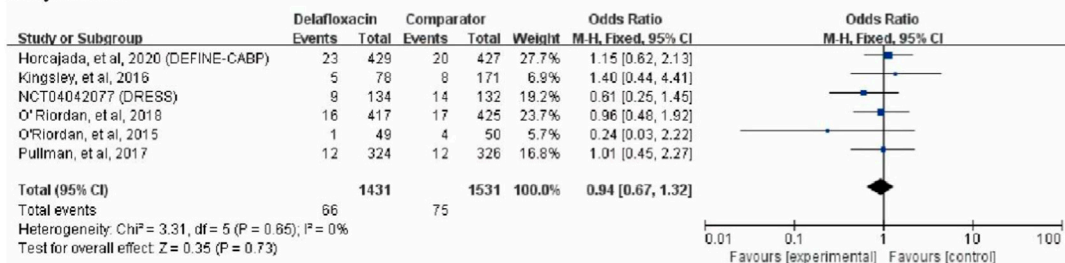 Delafloxacin Comparator Odds Ratio Odds Ratio
Study or Subgroup Events Total Events Total Weight M-H, Fixed, 95% CI M-H, Fixed, 95% CI
Horcajada, et al, 2020 (DEFINE-CABP) 23 429 20 427 27.7% 1.15 [0.62, 2.13]
Kingsley, et al, 2016 5 78 8 171 6.9% 1.40 [0.44, 4.41]
NCT04042077 (DRESS) 9 134 14 132 19.2% 0.61 [0.25, 1.45]
O' Riordan, et al, 2018 16 417 17 425 23.7% 0.96 [0.48, 1.92]
O'Riordan, et al, 2015 1 49 4 50 5.7% 0.24 [0.03, 2.22]
Pullman, et al, 2017 12 324 12 326 16.8% 1.01 [0.45, 2.27]
Total (95% CI) 1431 1531 100.0% 0.94 [0.67, 1.32]
Total events 66 75
Heterogeneity: Chi² = 3.31, df = 5 (P = 0.65); I² = 0%
Test for overall effect: Z = 0.35 (P = 0.73)
0.01 0.1 1 10 100
Favours [experimental] Favours [control]